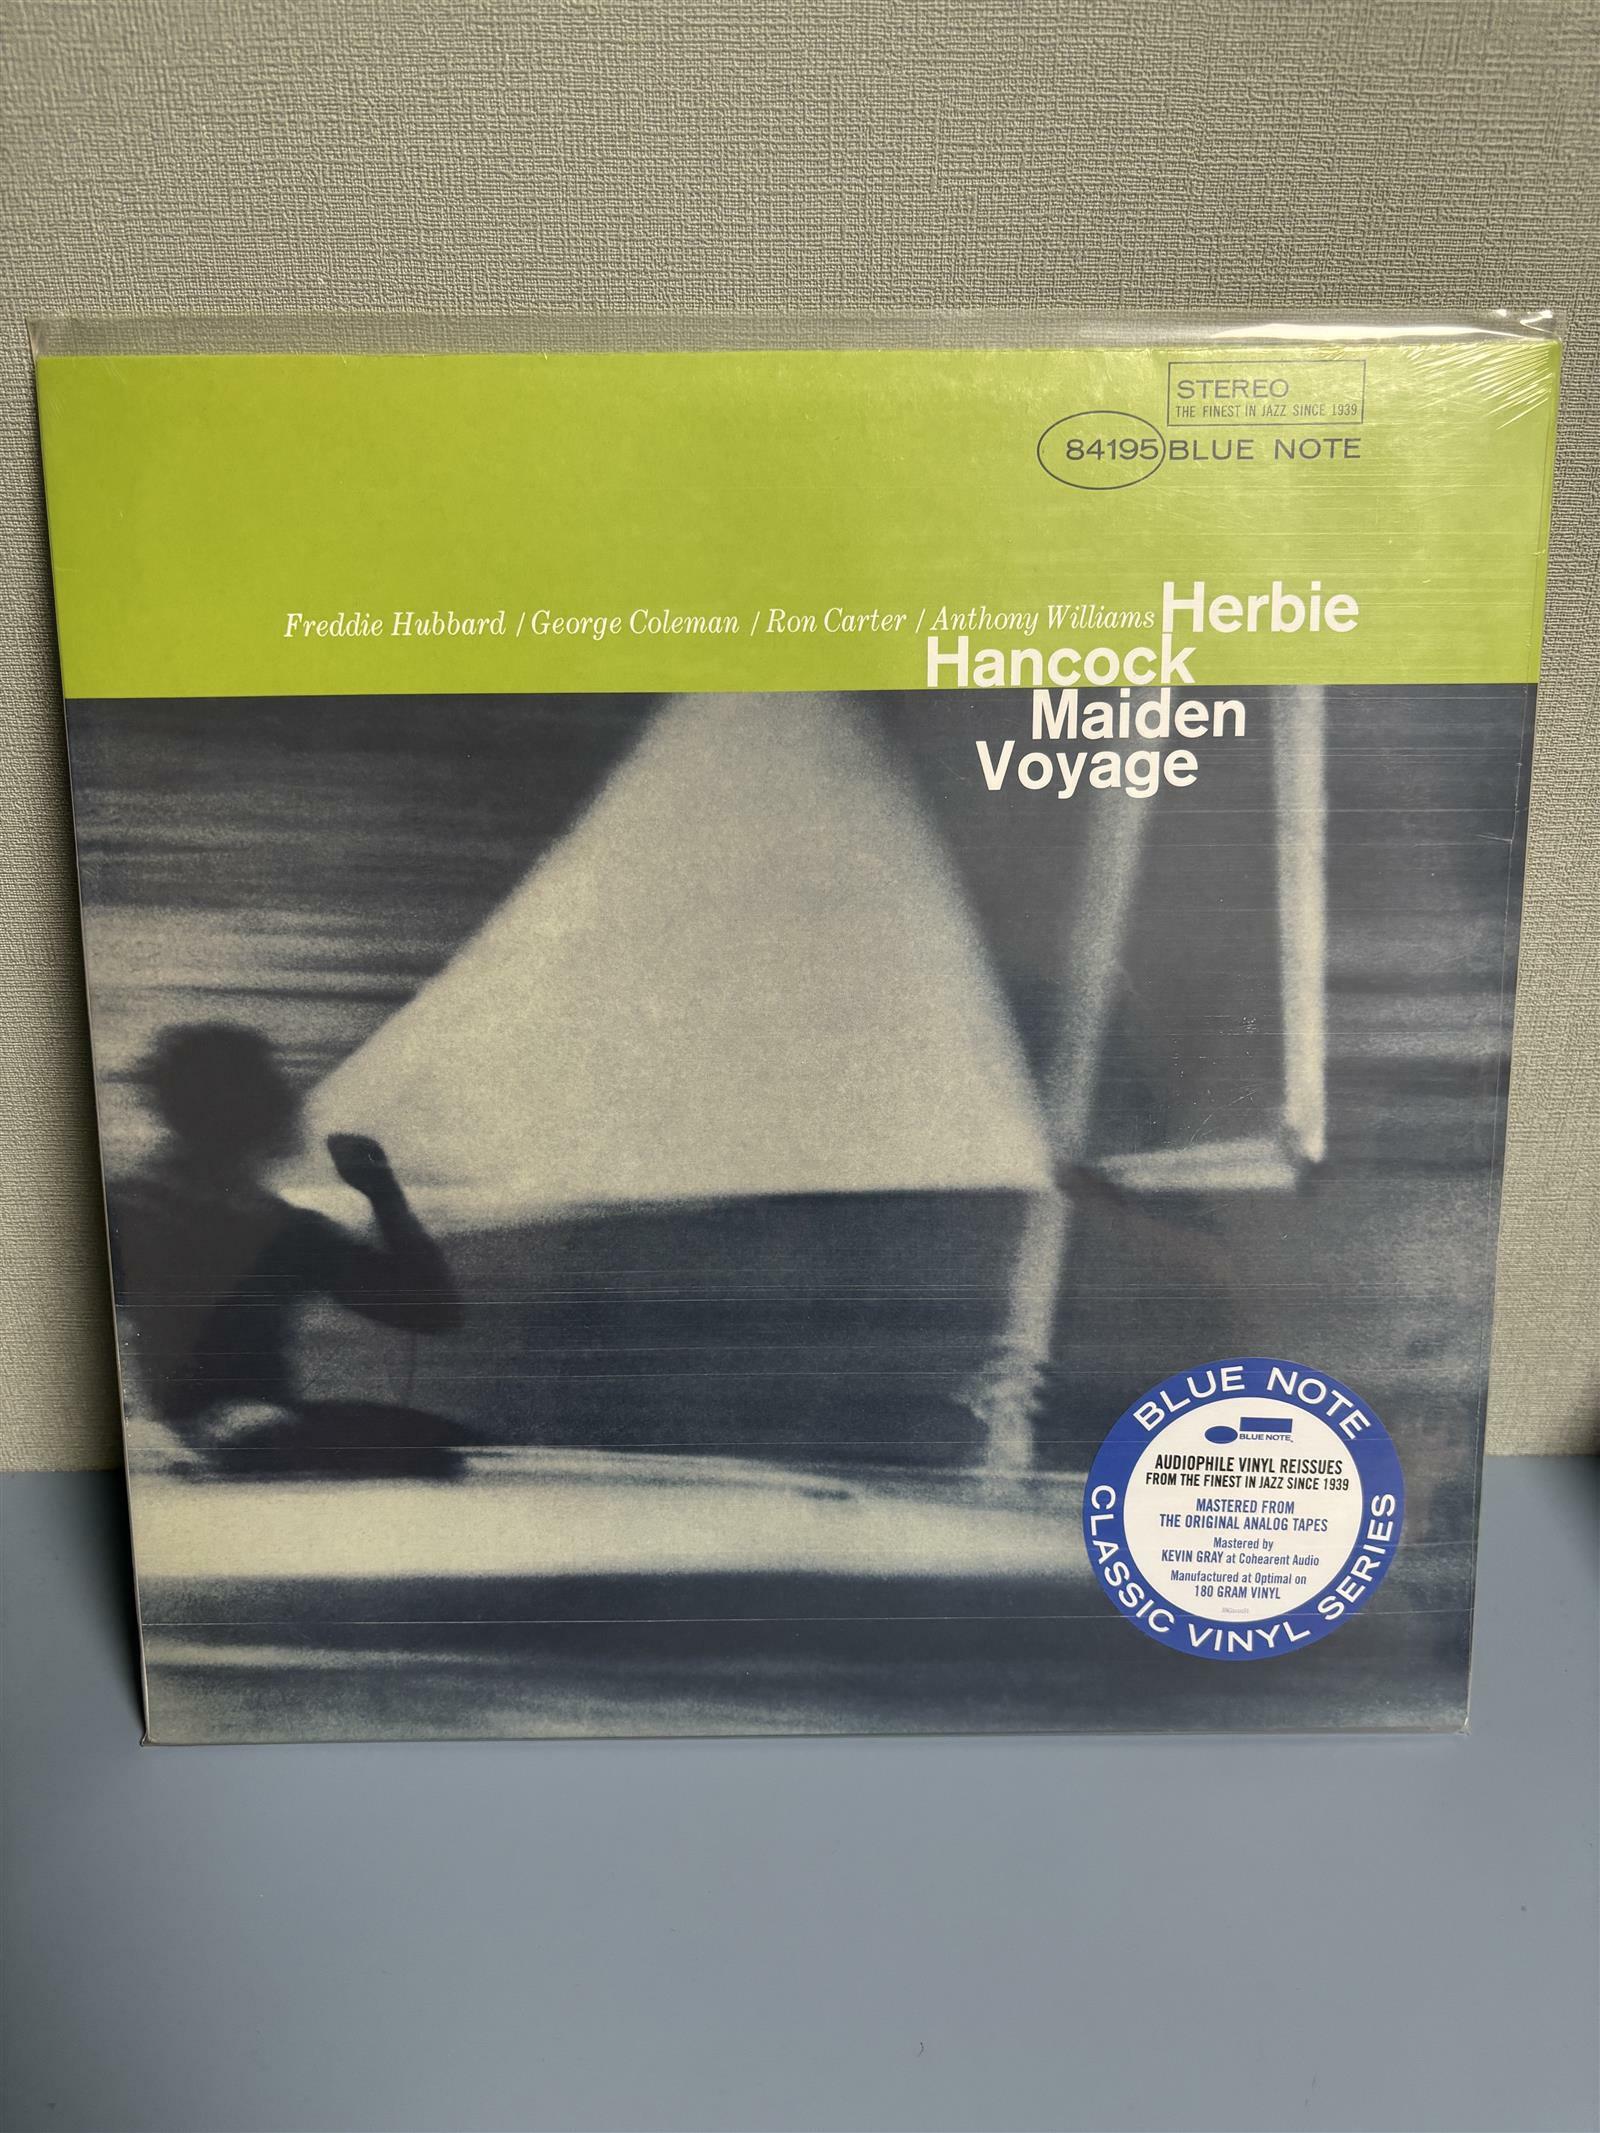 STEREO
THE FINEST IN JAZZ SINCE 1939
84195 BLUE NOTE
Freddie Hubbard / George Coleman / Ron Carter / Anthony Williams Herbie
Hancock
Maiden
Voyage
BLUE NOTE
BLUE NOTE
AUDIOPHILE VINYL REISSUES
FROM THE FINEST IN JAZZ SINCE 1939
MASTERED FROM
THE ORIGINAL ANALOG TAPES
Mastered by
KEVIN GRAY at Cohearent Audio
Manufactured at Optimal on
180 GRAM VINYL
CLASSIC VINYL SERIES